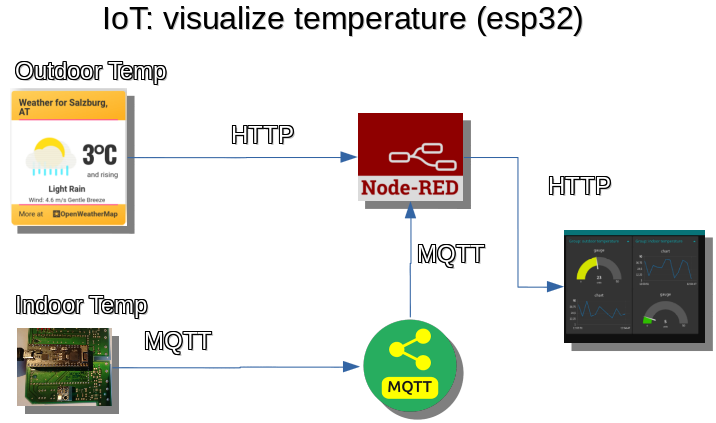 IoT: visualize temperature (esp32)
Outdoor Temp
Weather for Salzburg,
AT
3°C
and rising
Light Rain
Wind: 4.6 m/s Gentle Breeze
More at OpenWeatherMap
HTTP
Node-RED
HTTP
MQTT
gauge
chart
chart
gauge
Indoor Temp
MQTT
MQTT